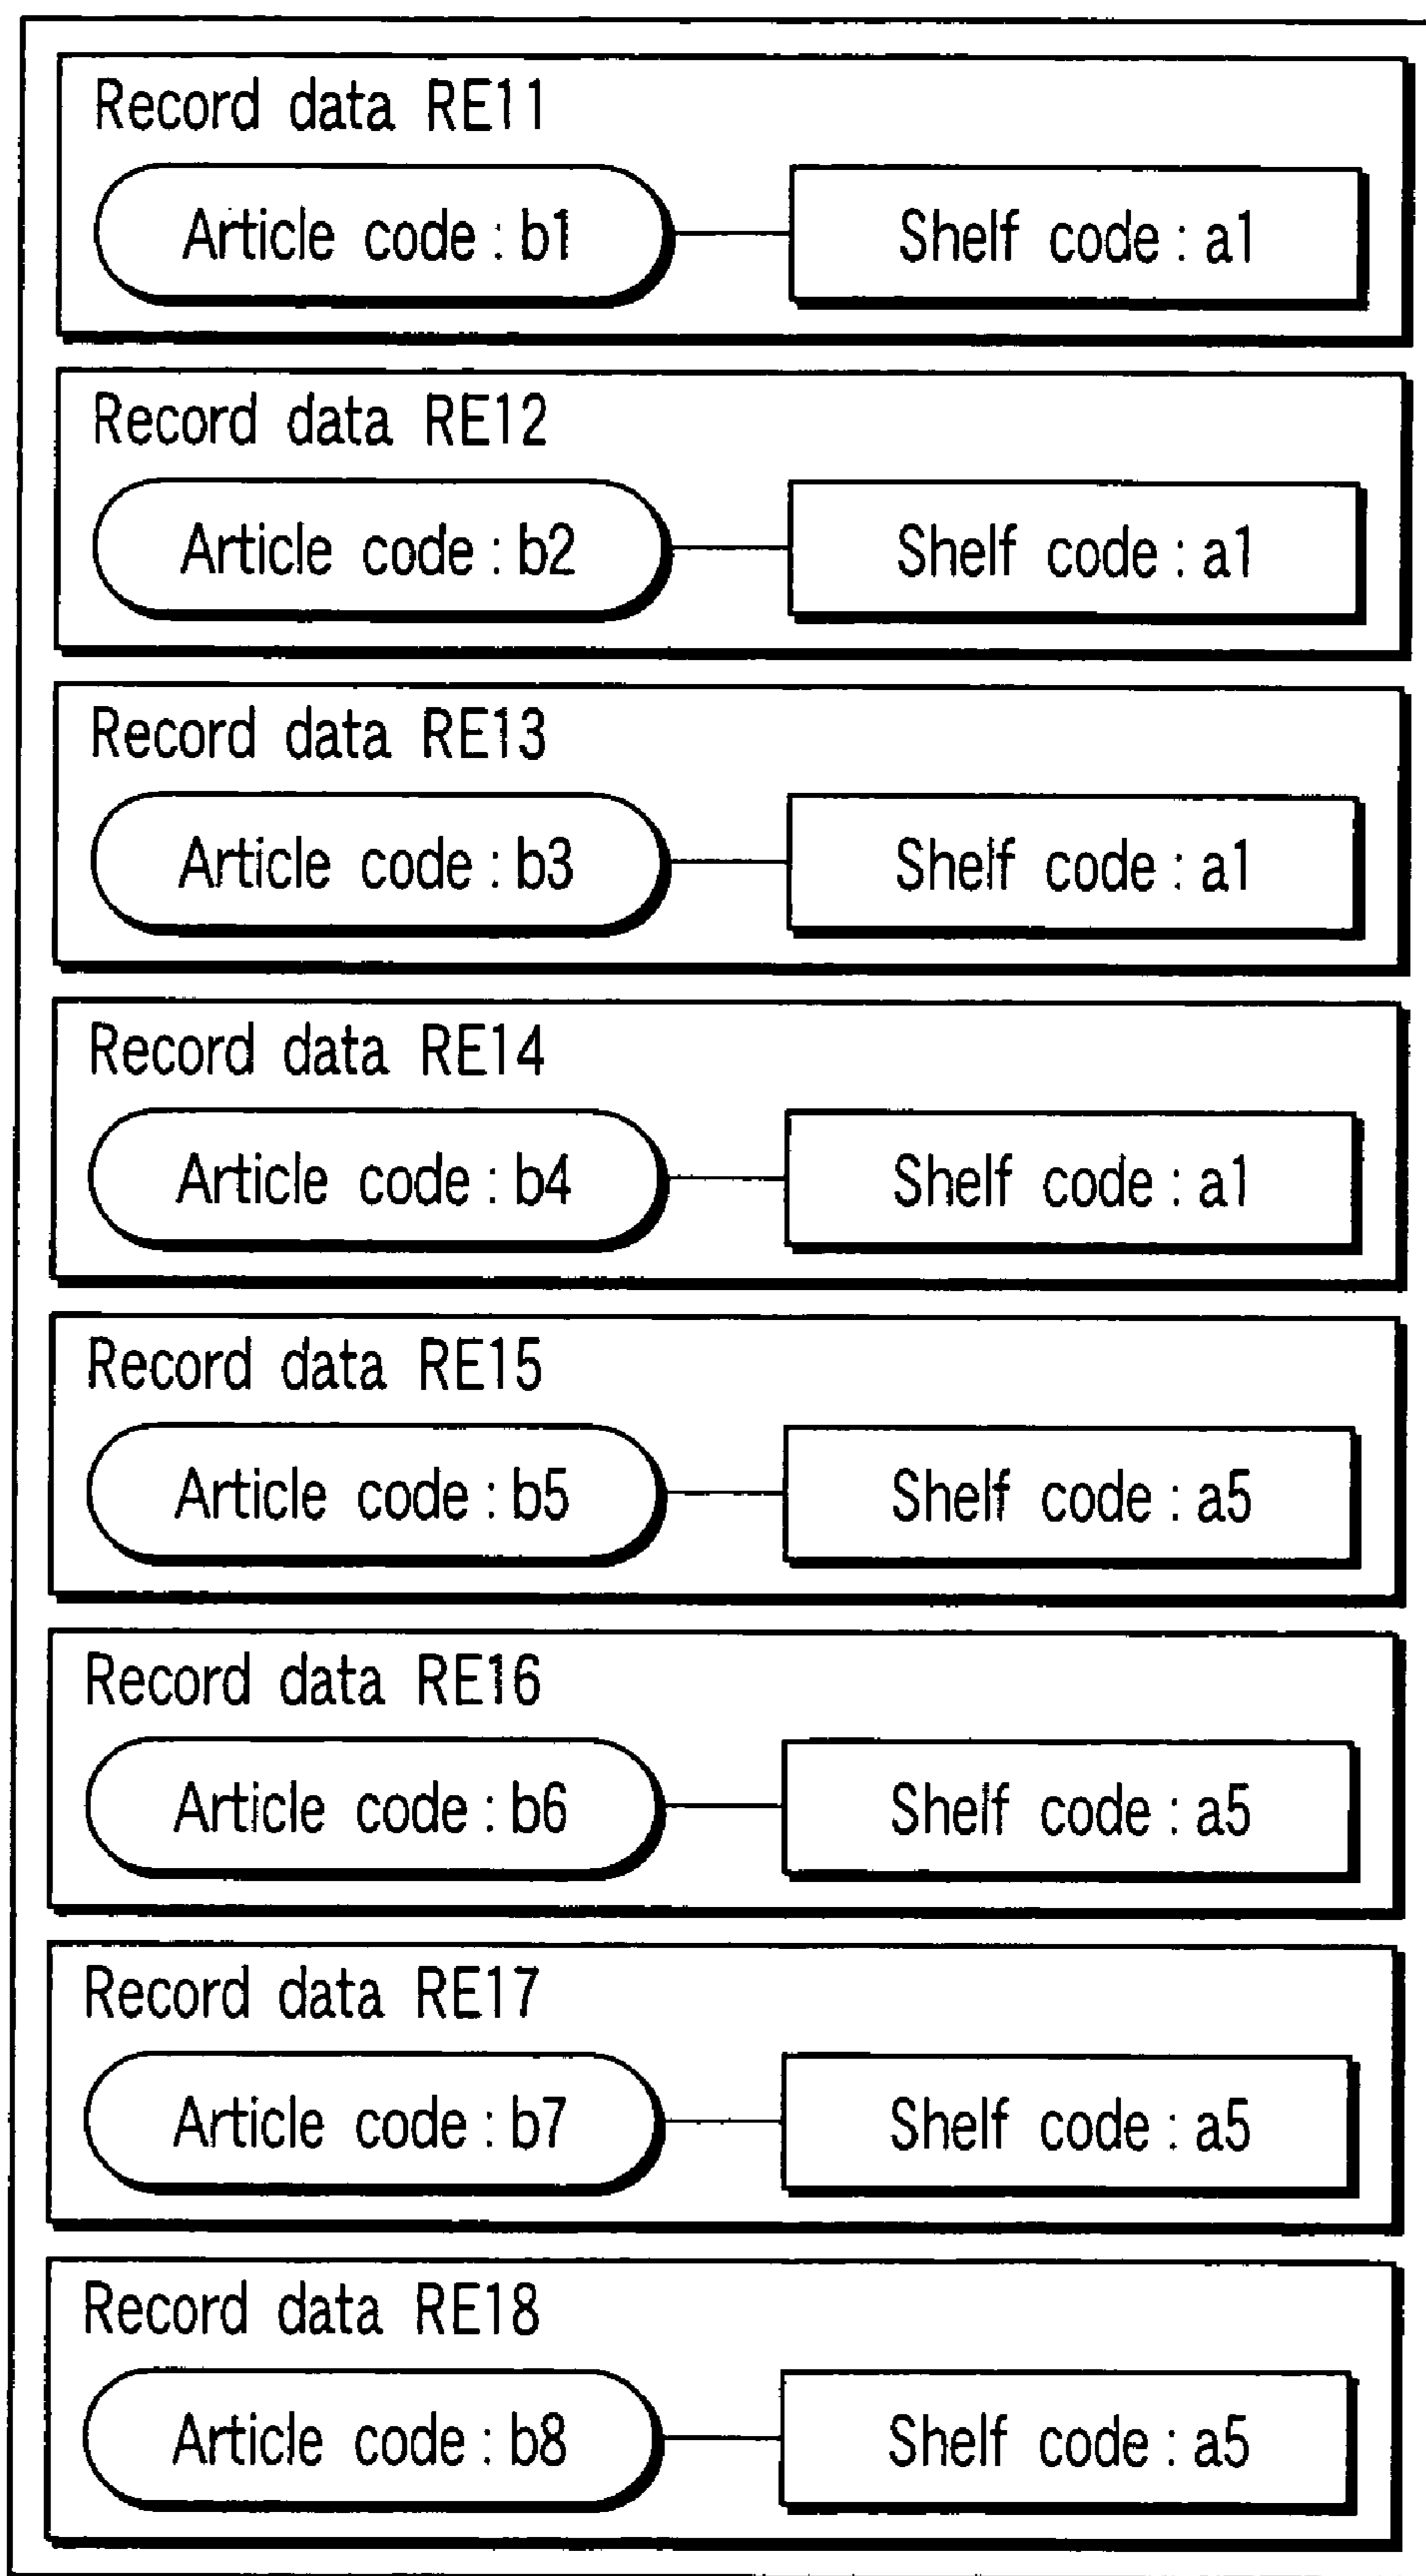 Record data RE11
Article code : b1 Shelf code : a1
Record data RE12
Article code : b2 Shelf code : a1
Record data RE13
Article code : b3 Shelf code : a1
Record data RE14
Article code : b4 Shelf code : a1
Record data RE15
Article code : b5 Shelf code : a5
Record data RE16
Article code : b6 Shelf code : a5
Record data RE17
Article code : b7 Shelf code : a5
Record data RE18
Article code : b8 Shelf code : a5